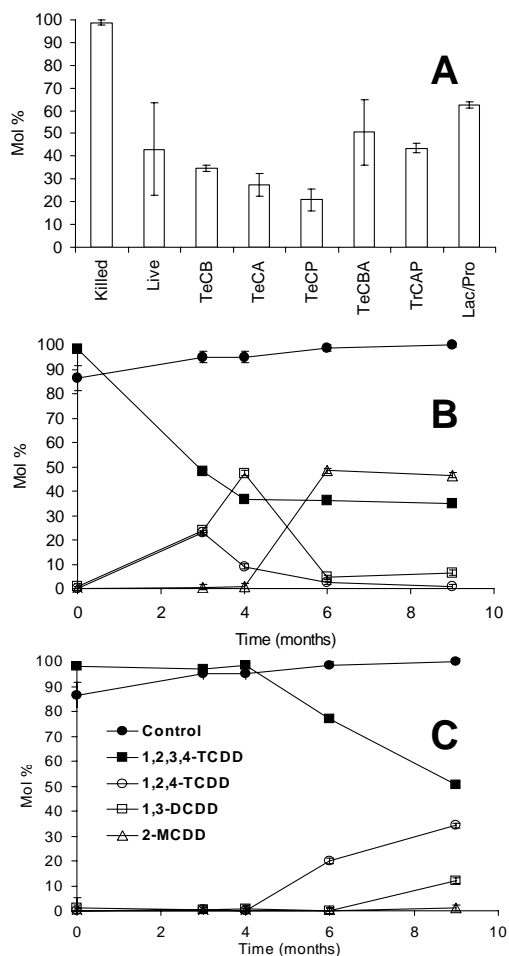 A
Mol %
100
90
80
70
60
50
40
30
20
10
0
Killed
Live
TeCB
TeCA
TeCP
TeCBA
TrCAP
Lac/Pro
B
Mol %
100
90
80
70
60
50
40
30
20
10
0
0 2 4 6 8 10
Time (months)
C
Mol %
100
90
80
70
60
50
40
30
20
10
0
Control
1,2,3,4-TCDD
1,2,4-TCDD
1,3-DCDD
2-MCDD
0 2 4 6 8 10
Time (months)